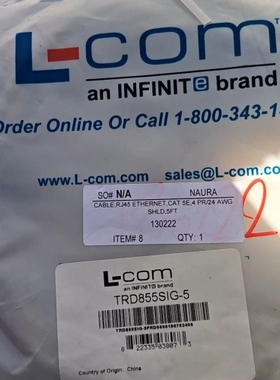 L-com
an INFINITe brand
Order Online Or Call 1-800-343-1
www.L-com.com sales@L-com
SO# N/A NAURA
CABLE,RJ45 ETHERNET,CAT 5E,4 PR/24 AWG
SHLD,5FT
130222
ITEM# 8 QTY: 1
2
L-com
an INFINITe brand
TRD855SIG-5
Country of Origin: China